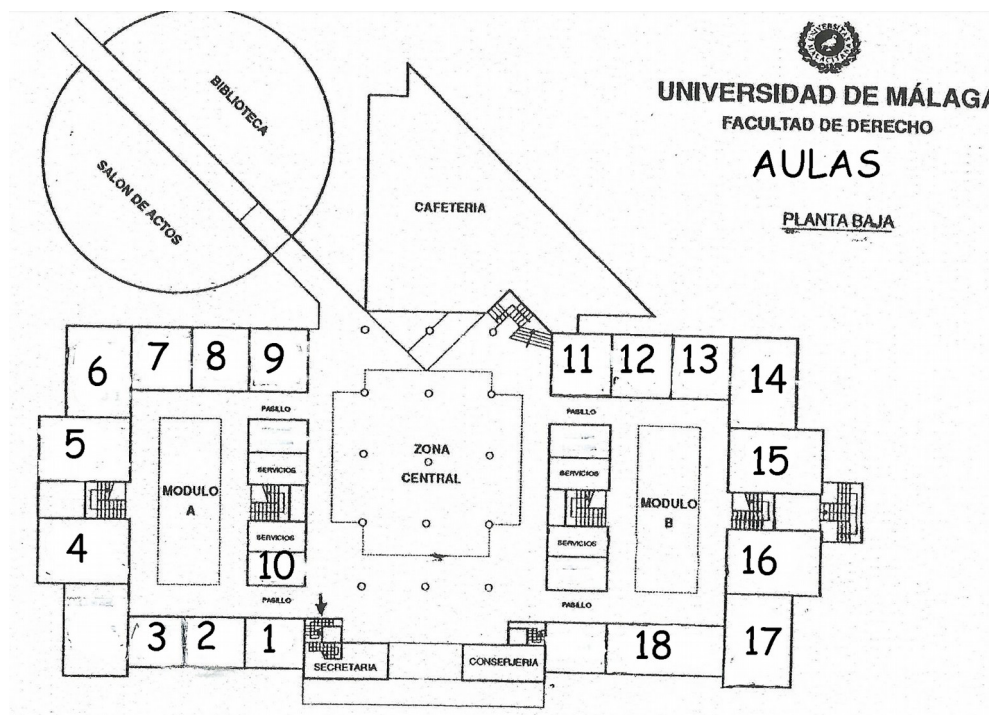 UNIVERSIDAD DE MÁLAGA
FACULTAD DE DERECHO
AULAS
PLANTA BAJA
BIBLIOTECA
SALON DE ACTOS
CAFETERIA
6
7
8
9
11
12
13
14
PASILLO
PASILLO
5
SERVICIOS
ZONA
CENTRAL
SERVICIOS
15
MODULO
A
MODULO
B
4
SERVICIOS
10
SERVICIOS
16
PASILLO
PASILLO
3
2
1
18
17
SECRETARIA
CONSERJERIA